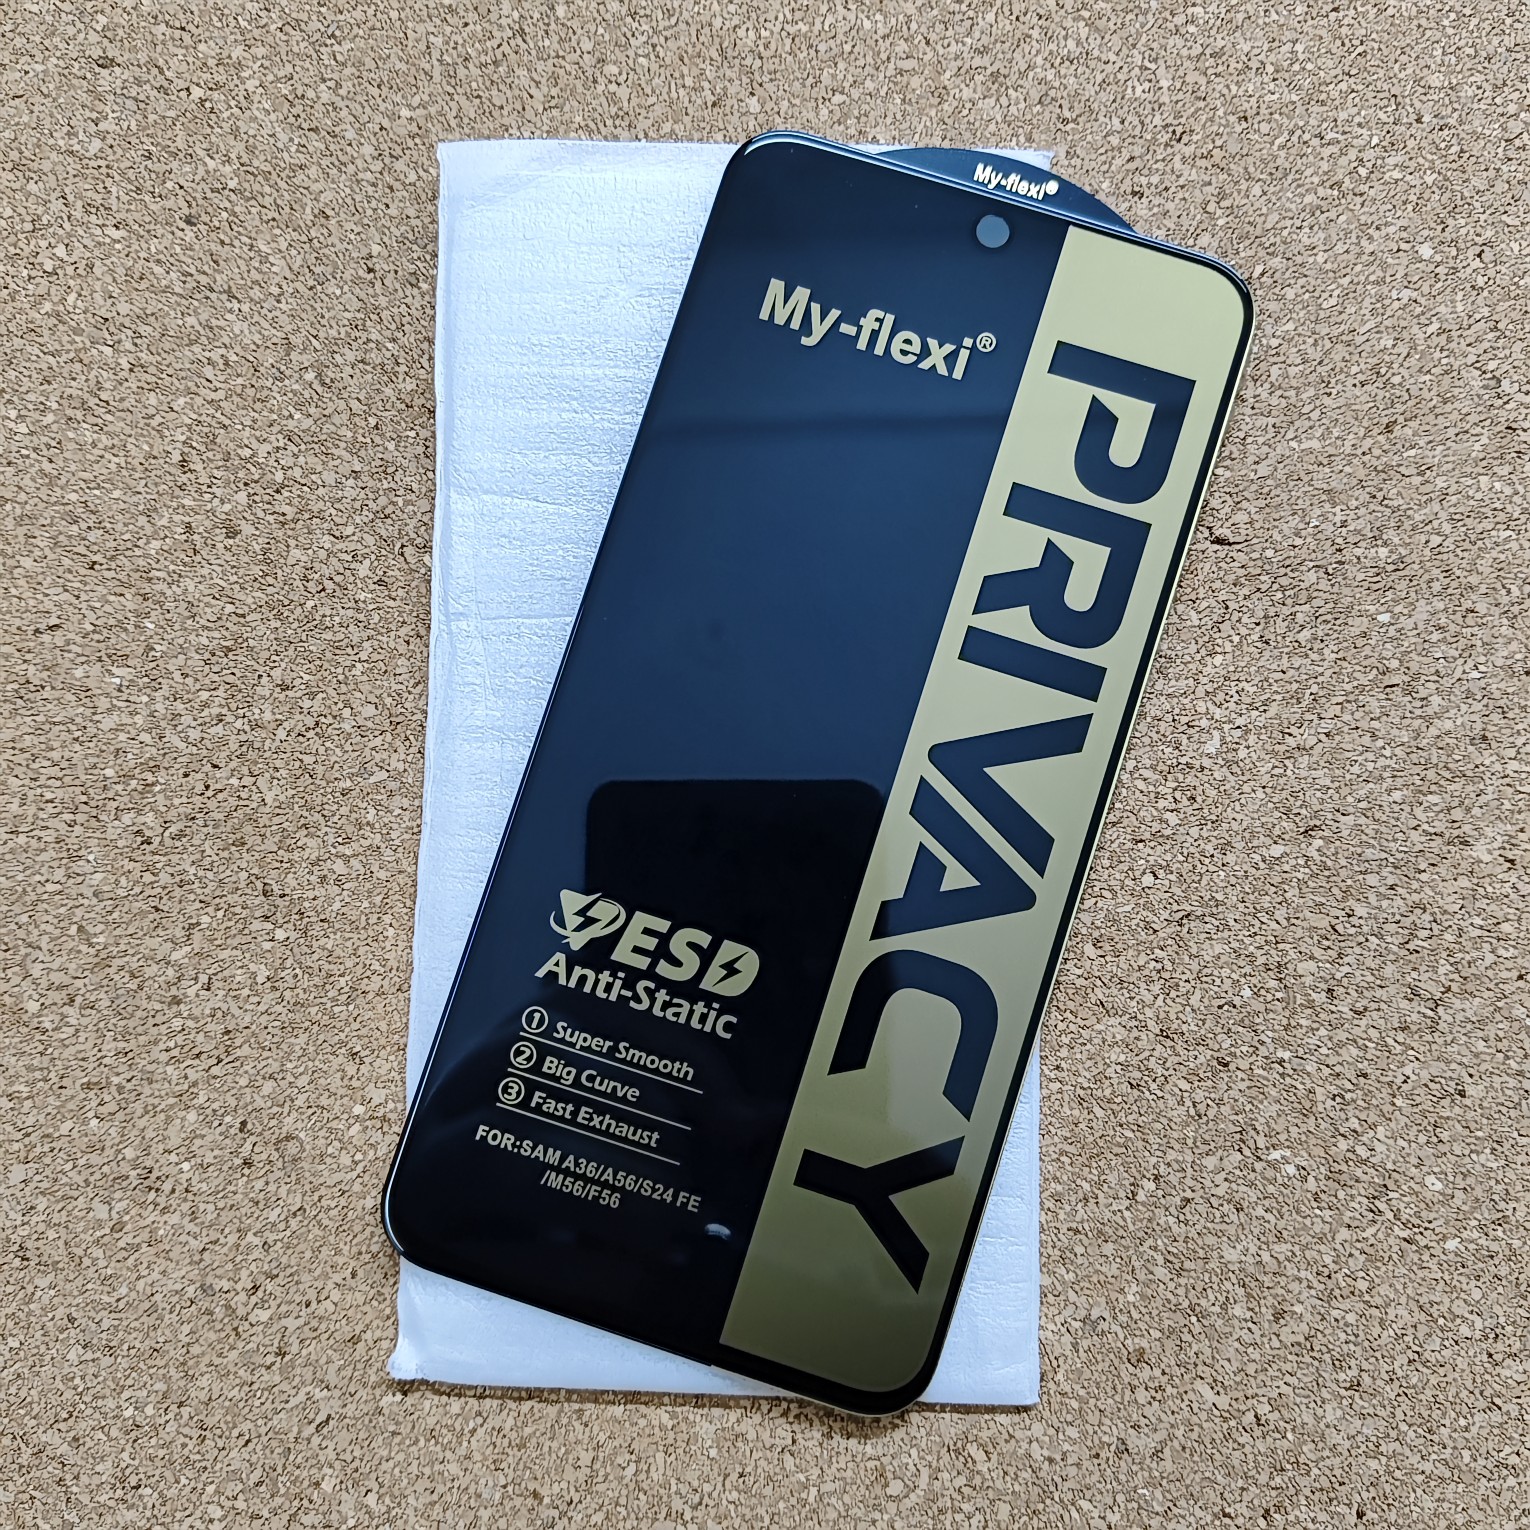 My-flexi®
My-flexi®
PRIVACY
ESD
Anti-Static
① Super Smooth
② Big Curve
③ Fast Exhaust
FOR:SAM A36/A56/S24 FE
/M56/F56